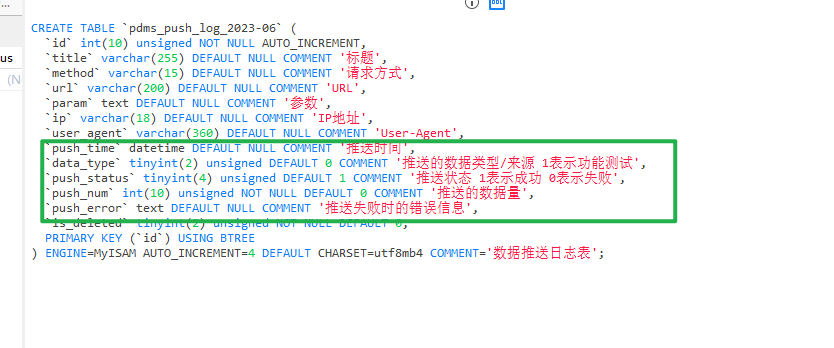 us
(N
DDL
CREATE TABLE `pdms_push_log_2023-06` (
`id` int(10) unsigned NOT NULL AUTO_INCREMENT,
`title` varchar(255) DEFAULT NULL COMMENT '标题',
`method` varchar(15) DEFAULT NULL COMMENT '请求方式',
`url` varchar(200) DEFAULT NULL COMMENT 'URL',
`param` text DEFAULT NULL COMMENT '参数',
`ip` varchar(18) DEFAULT NULL COMMENT 'IP地址',
`user_agent` varchar(360) DEFAULT NULL COMMENT 'User-Agent',
`push_time` datetime DEFAULT NULL COMMENT '推送时间',
`data_type` tinyint(2) unsigned DEFAULT 0 COMMENT '推送的数据类型/来源 1表示功能测试',
`push_status` tinyint(4) unsigned DEFAULT 1 COMMENT '推送状态 1表示成功 0表示失败',
`push_num` int(10) unsigned NOT NULL DEFAULT 0 COMMENT '推送的数据量',
`push_error` text DEFAULT NULL COMMENT '推送失败时的错误信息',
`is_deleted` tinyint(2) unsigned NOT NULL DEFAULT 0,
PRIMARY KEY (`id`) USING BTREE
) ENGINE=MyISAM AUTO_INCREMENT=4 DEFAULT CHARSET=utf8mb4 COMMENT='数据推送日志表';